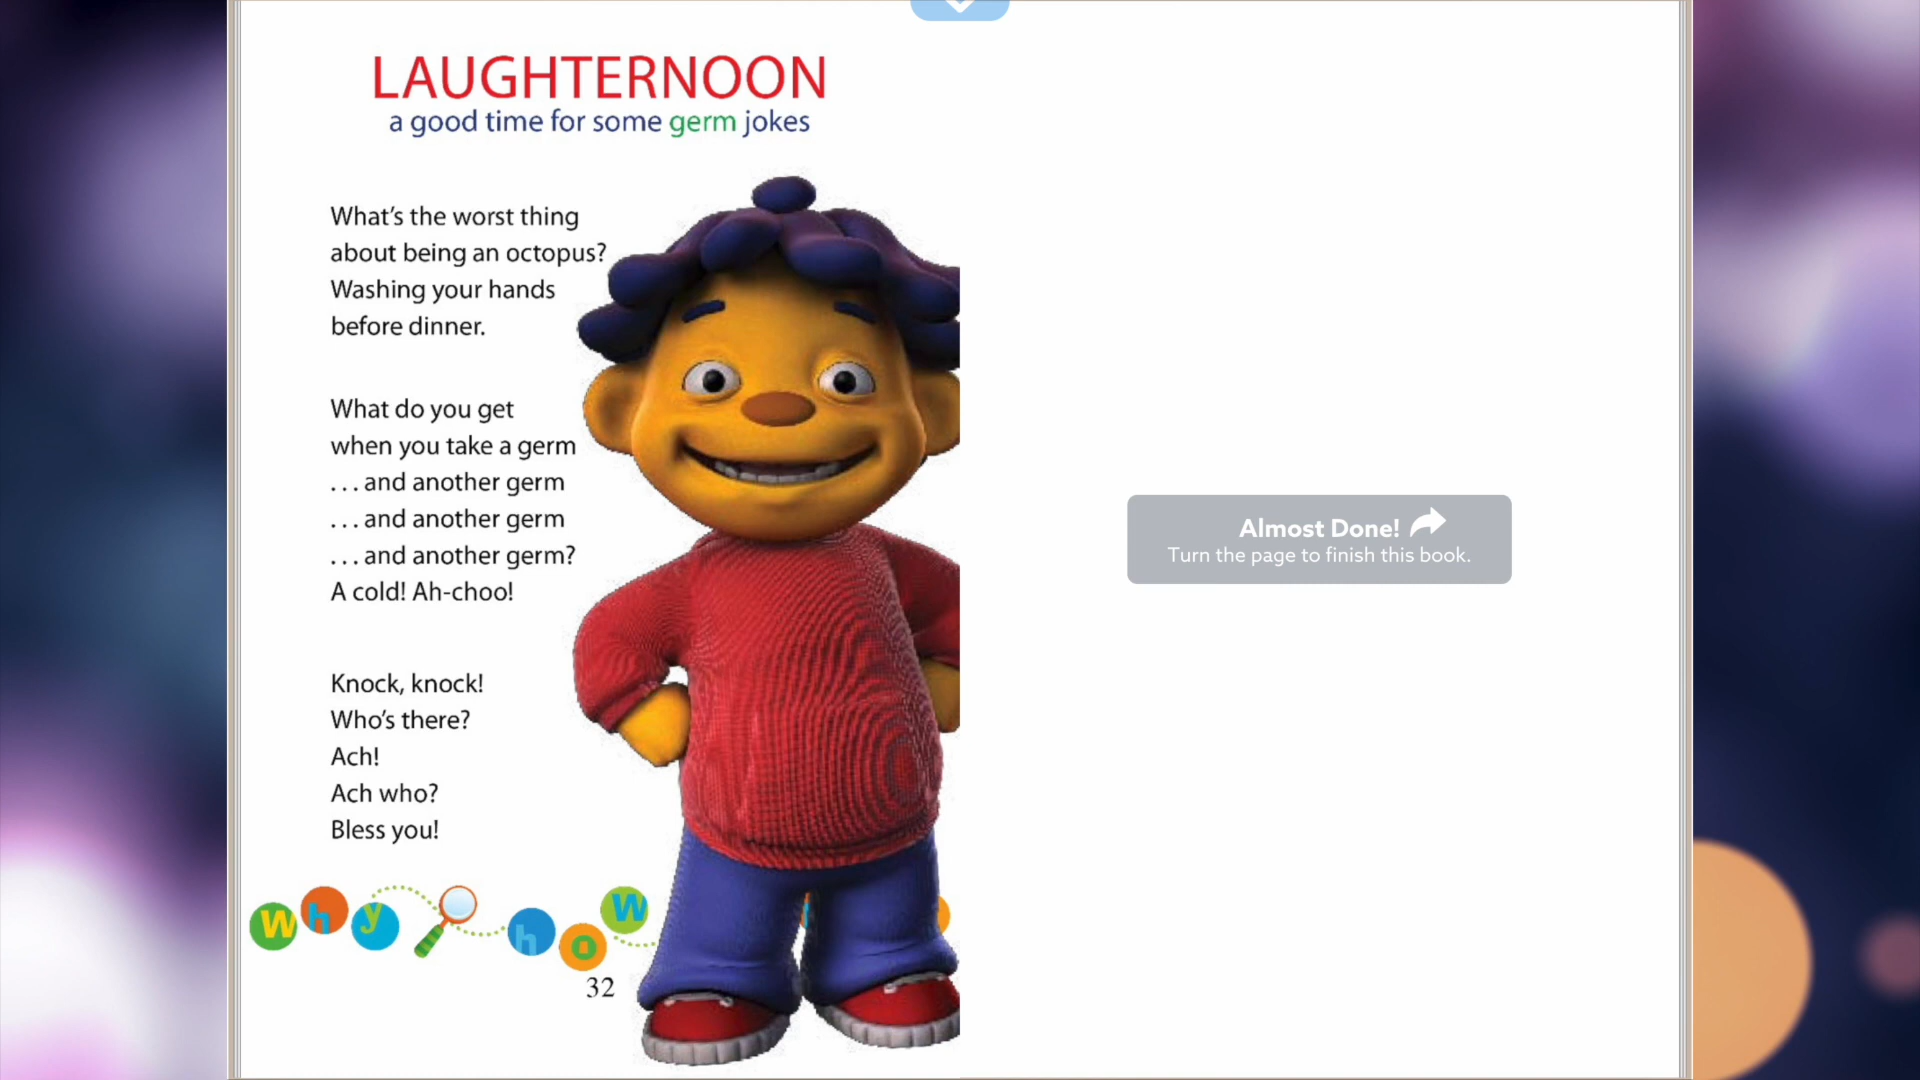 LAUGHTERNOON
a good time for some germ jokes
What's the worst thing
about being an octopus?
Washing your hands
before dinner.
What do you get
when you take a germ
. . . and another germ
. . . and another germ
. . . and another germ?
A cold! Ah-choo!
Knock, knock!
Who's there?
Ach!
Ach who?
Bless you!
why how
32
Almost Done!
Turn the page to finish this book.